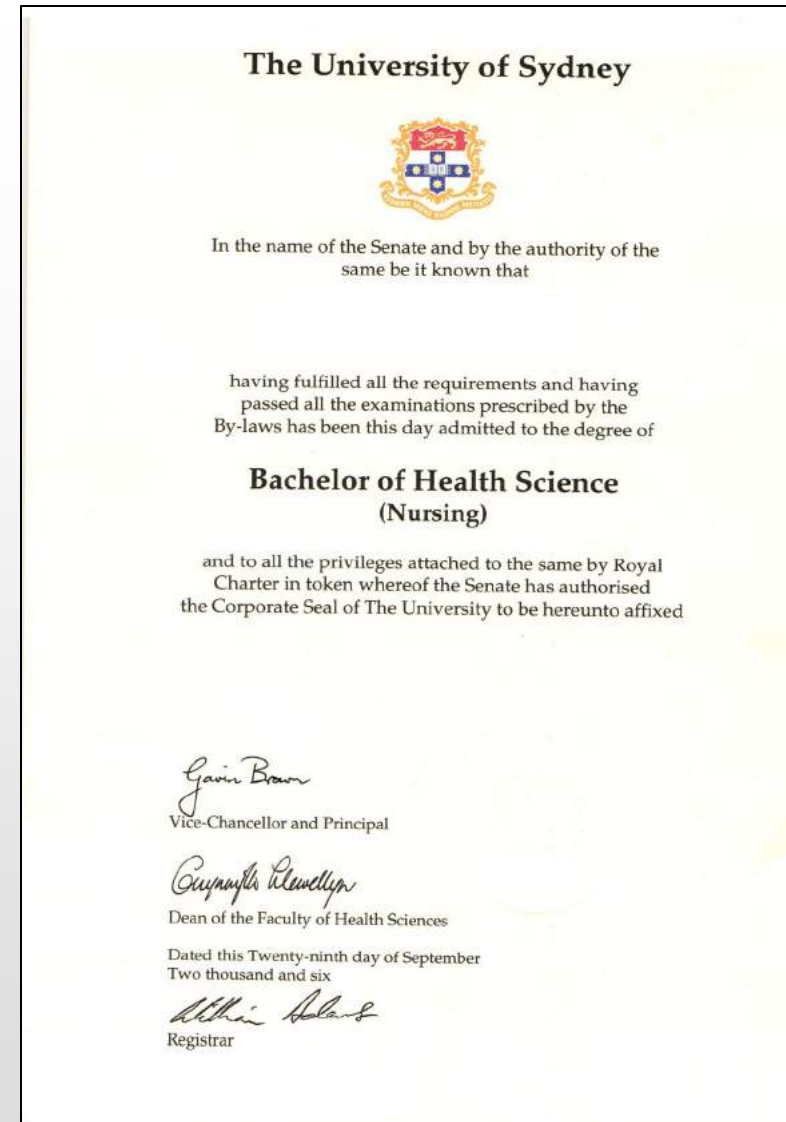 The University of Sydney
In the name of the Senate and by the authority of the
same be it known that
having fulfilled all the requirements and having
passed all the examinations prescribed by the
By-laws has been this day admitted to the degree of
Bachelor of Health Science
(Nursing)
and to all the privileges attached to the same by Royal
Charter in token whereof the Senate has authorised
the Corporate Seal of The University to be hereunto affixed
Gavin Brown
Vice-Chancellor and Principal
Llewellyn
Dean of the Faculty of Health Sciences
Dated this Twenty-ninth day of September
Two thousand and six
Registrar